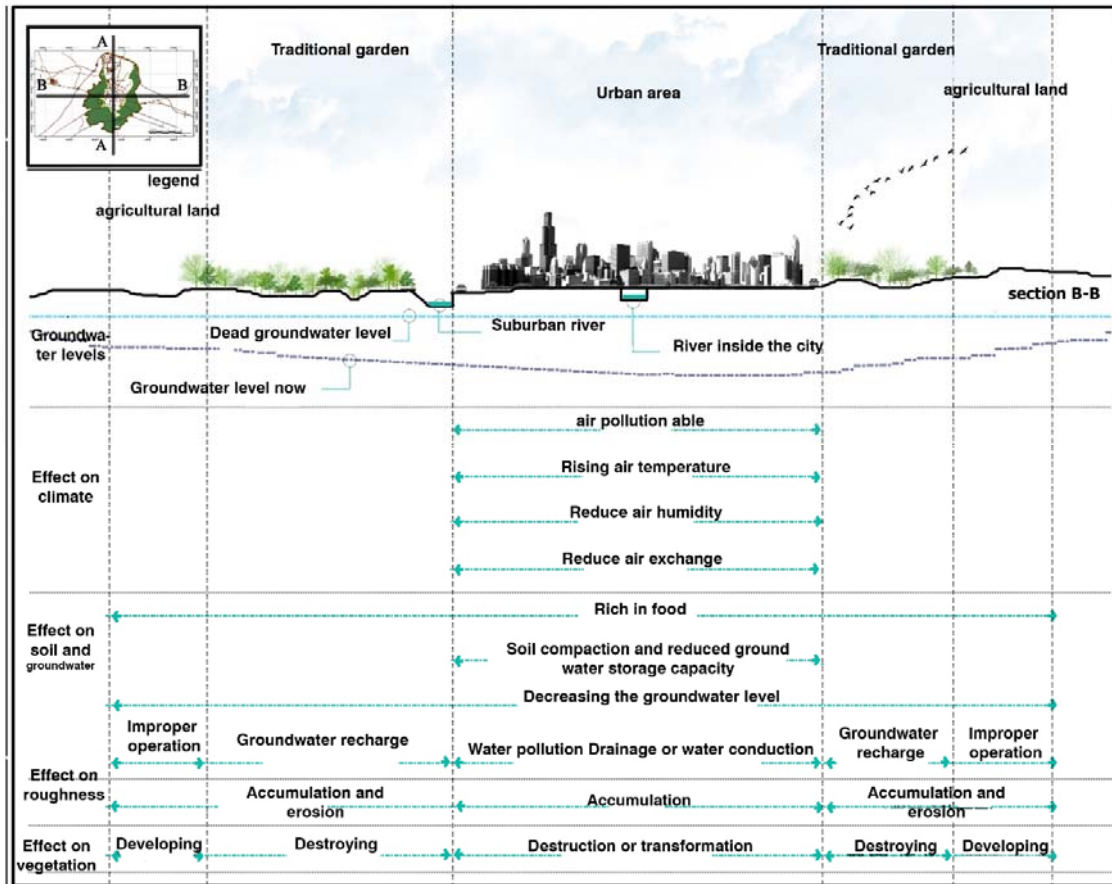 A
B B
A
legend
Traditional garden
Urban area
Traditional garden
agricultural land
agricultural land
section B-B
Groundwa-
ter levels
Dead groundwater level
Suburban river
River inside the city
Groundwater level now
Effect on
climate
air pollution able
Rising air temperature
Reduce air humidity
Reduce air exchange
Effect on
soil and
groundwater
Rich in food
Soil compaction and reduced ground
water storage capacity
Decreasing the groundwater level
Improper
operation
Groundwater recharge
Water pollution Drainage or water conduction
Groundwater
recharge
Improper
operation
Effect on
roughness
Accumulation and
erosion
Accumulation
Accumulation and
erosion
Effect on
vegetation
Developing
Destroying
Destruction or transformation
Destroying
Developing